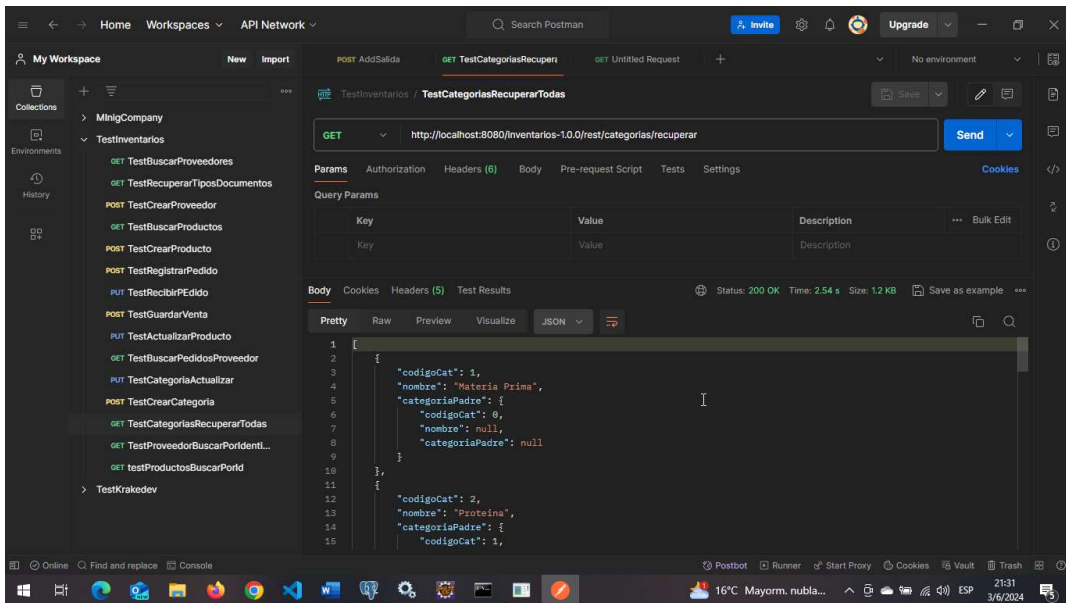 Home Workspaces API Network Search Postman Invite Upgrade
My Workspace New Import POST AddSalida GET TestCategoriasRecupera GET Untitled Request No environment
Collections
Environments
History
MInigCompany
TestInventarios
GET TestBuscarProveedores
GET TestRecuperarTiposDocumentos
POST TestCrearProveedor
GET TestBuscarProductos
POST TestCrearProducto
POST TestRegistrarPedido
PUT TestRecibirPEdido
POST TestGuardarVenta
PUT TestActualizarProducto
GET TestBuscarPedidosProveedor
PUT TestCategoriaActualizar
POST TestCrearCategoria
GET TestCategoriasRecuperarTodas
GET TestProveedorBuscarPorIdenti...
GET testProductosBuscarPorId
TestKrakedev
HTTP TestInventarios / TestCategoriasRecuperarTodas Save
GET http://localhost:8080/inventarios-1.0.0/rest/categorias/recuperar Send
Params Authorization Headers (6) Body Pre-request Script Tests Settings Cookies
Query Params
Key Value Description Bulk Edit
Key Value Description
Body Cookies Headers (5) Test Results Status: 200 OK Time: 2.54 s Size: 1.2 KB Save as example
Pretty Raw Preview Visualize JSON
1 [
2 {
3 "codigoCat": 1,
4 "nombre": "Materia Prima",
5 "categoriaPadre": {
6 "codigoCat": 0,
7 "nombre": null,
8 "categoriaPadre": null
9 }
10 },
11 {
12 "codigoCat": 2,
13 "nombre": "Proteina",
14 "categoriaPadre": {
15 "codigoCat": 1,
Online Find and replace Console Postbot Runner Start Proxy Cookies Vault Trash
16°C Mayorm. nubla... ESP 21:31
3/6/2024